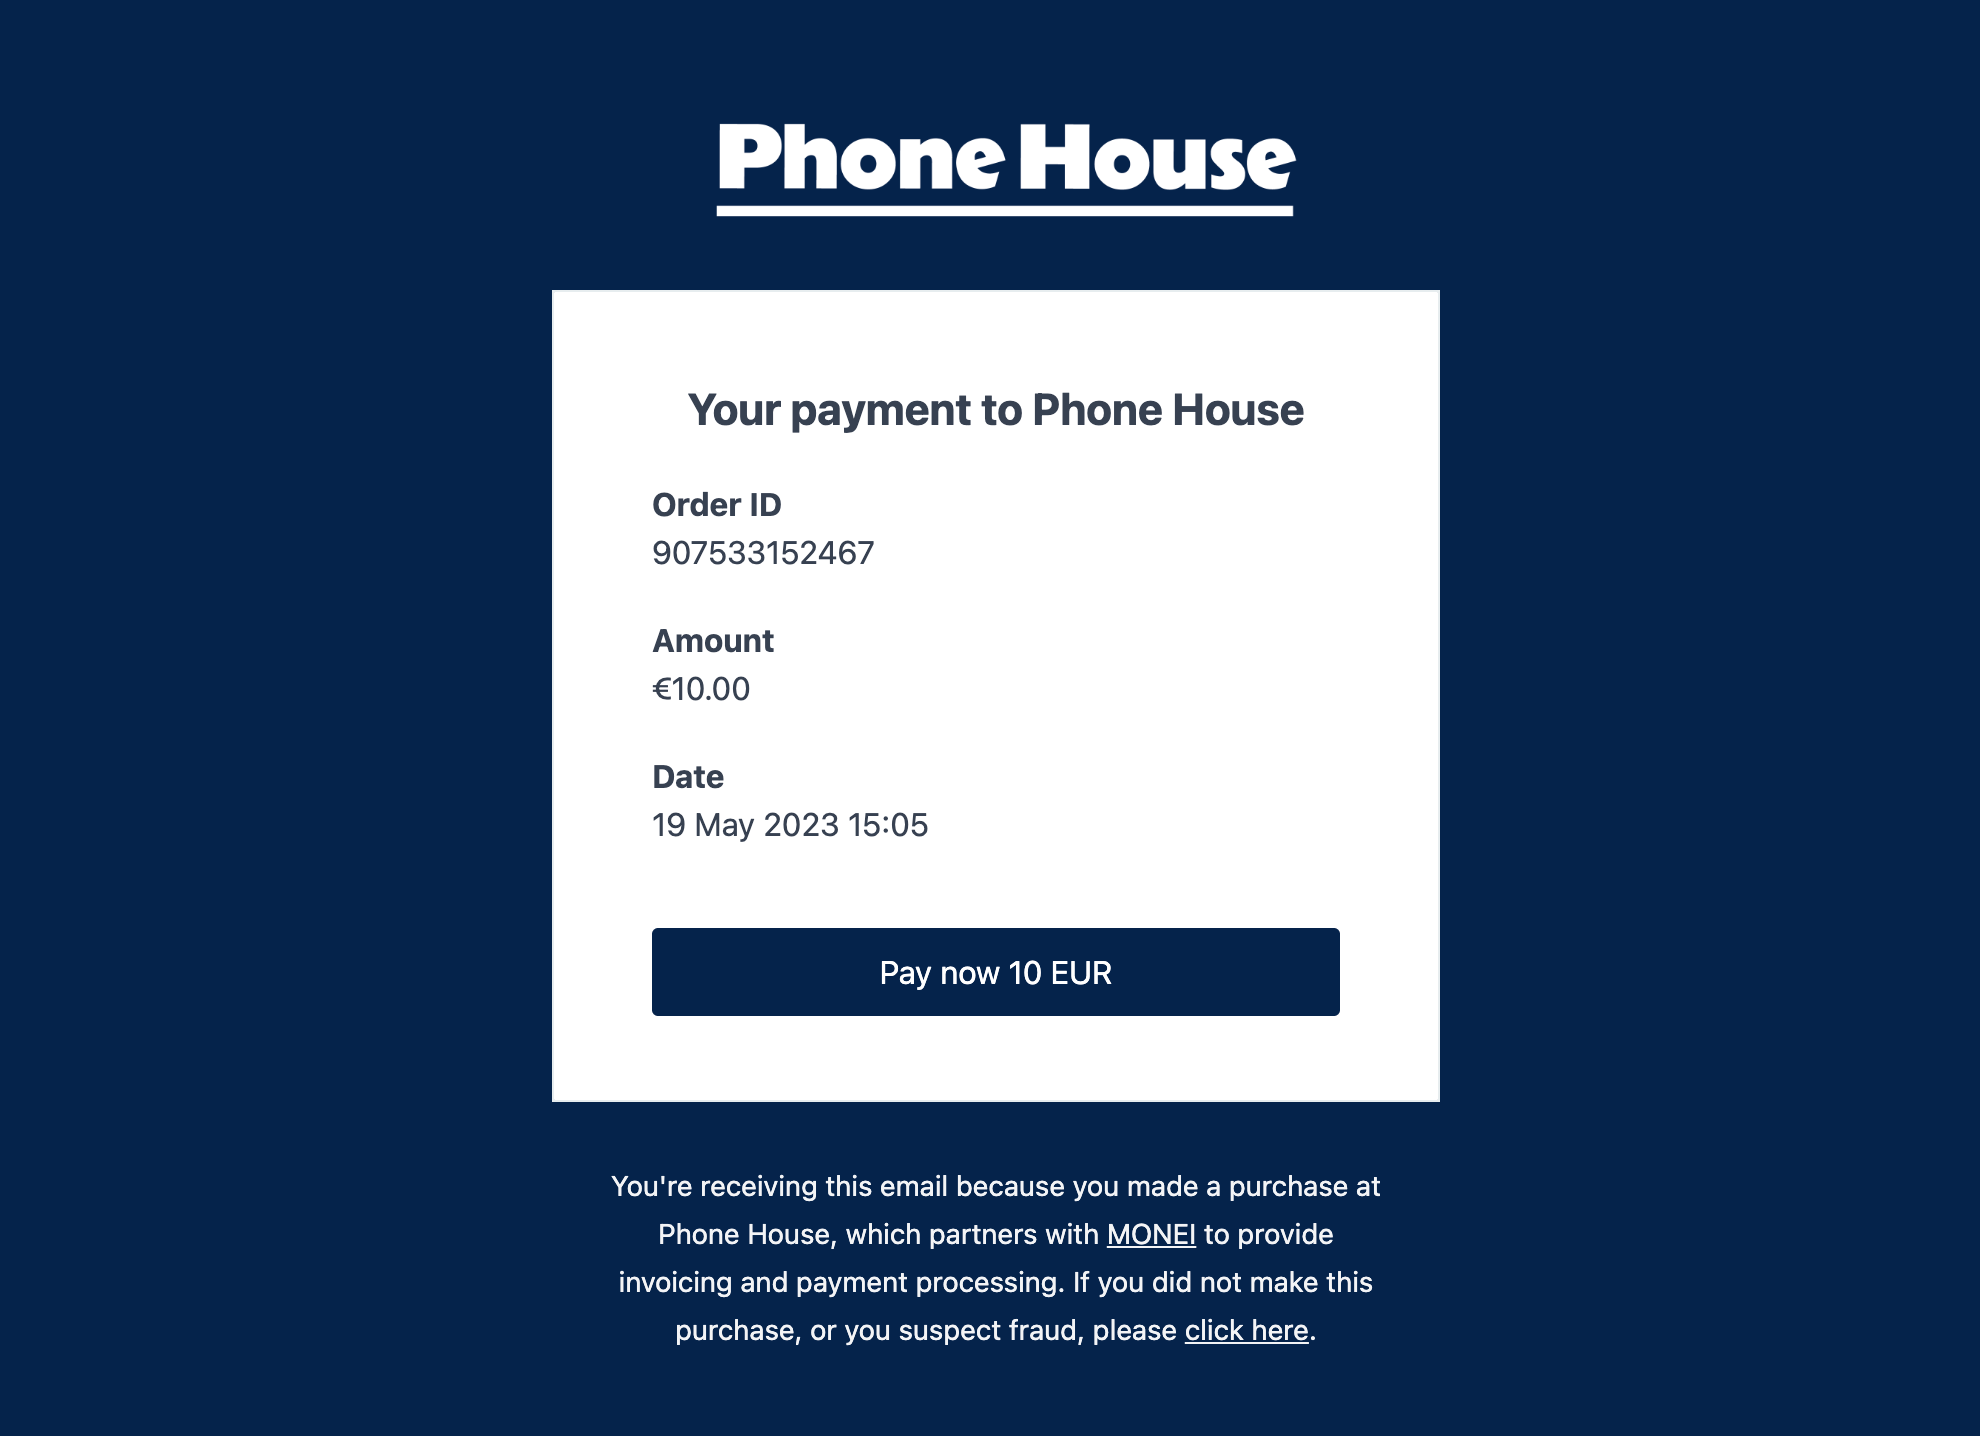 Phone House
Your payment to Phone House
Order ID
907533152467
Amount
€10.00
Date
19 May 2023 15:05
Pay now 10 EUR
You're receiving this email because you made a purchase at
Phone House, which partners with MONEI to provide
invoicing and payment processing. If you did not make this
purchase, or you suspect fraud, please click here.